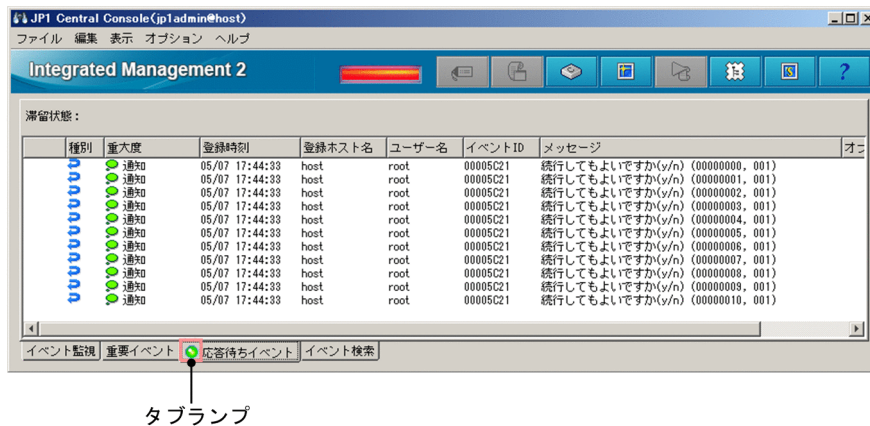 JP1 Central Console(jp1admin@host)
ファイル 編集 表示 オプション ヘルプ
Integrated Management 2
滞留状態：
種別 重大度 登録時刻 登録ホスト名 ユーザー名 イベントID メッセージ オプ
通知 05/07 17:44:33 host root 00005C21 続行してもよいですか(y/n) (00000000, 001)
通知 05/07 17:44:33 host root 00005C21 続行してもよいですか(y/n) (00000001, 001)
通知 05/07 17:44:33 host root 00005C21 続行してもよいですか(y/n) (00000002, 001)
通知 05/07 17:44:33 host root 00005C21 続行してもよいですか(y/n) (00000003, 001)
通知 05/07 17:44:33 host root 00005C21 続行してもよいですか(y/n) (00000004, 001)
通知 05/07 17:44:33 host root 00005C21 続行してもよいですか(y/n) (00000005, 001)
通知 05/07 17:44:33 host root 00005C21 続行してもよいですか(y/n) (00000006, 001)
通知 05/07 17:44:33 host root 00005C21 続行してもよいですか(y/n) (00000007, 001)
通知 05/07 17:44:33 host root 00005C21 続行してもよいですか(y/n) (00000008, 001)
通知 05/07 17:44:33 host root 00005C21 続行してもよいですか(y/n) (00000009, 001)
通知 05/07 17:44:33 host root 00005C21 続行してもよいですか(y/n) (00000010, 001)
イベント監視 重要イベント 応答待ちイベント イベント検索
タブランプ